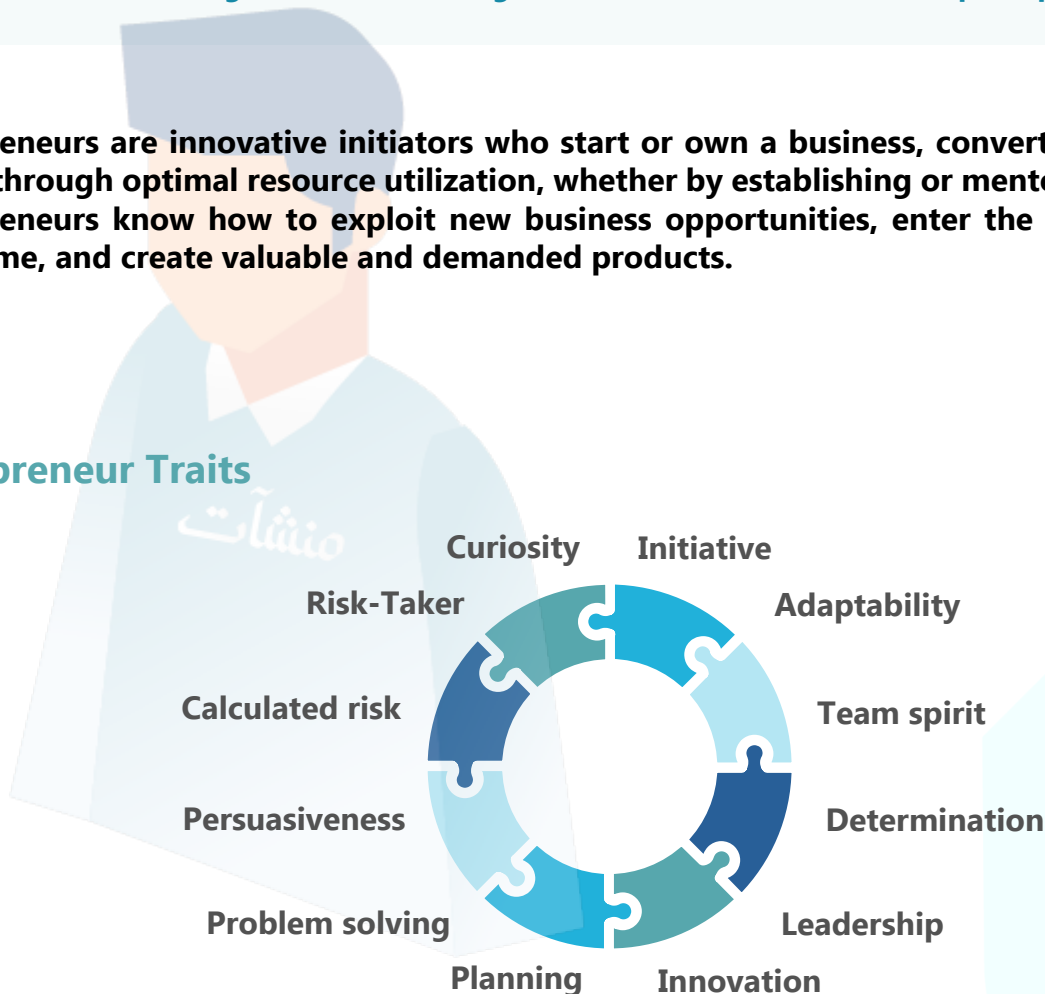 eneurs are innovative initiators who start or own a business, convert
through optimal resource utilization, whether by establishing or mento
eneurs know how to exploit new business opportunities, enter the
me, and create valuable and demanded products.
preneur Traits
منشآت
Curiosity Initiative
Risk-Taker Adaptability
Calculated risk Team spirit
Persuasiveness Determination
Problem solving Leadership
Planning Innovation